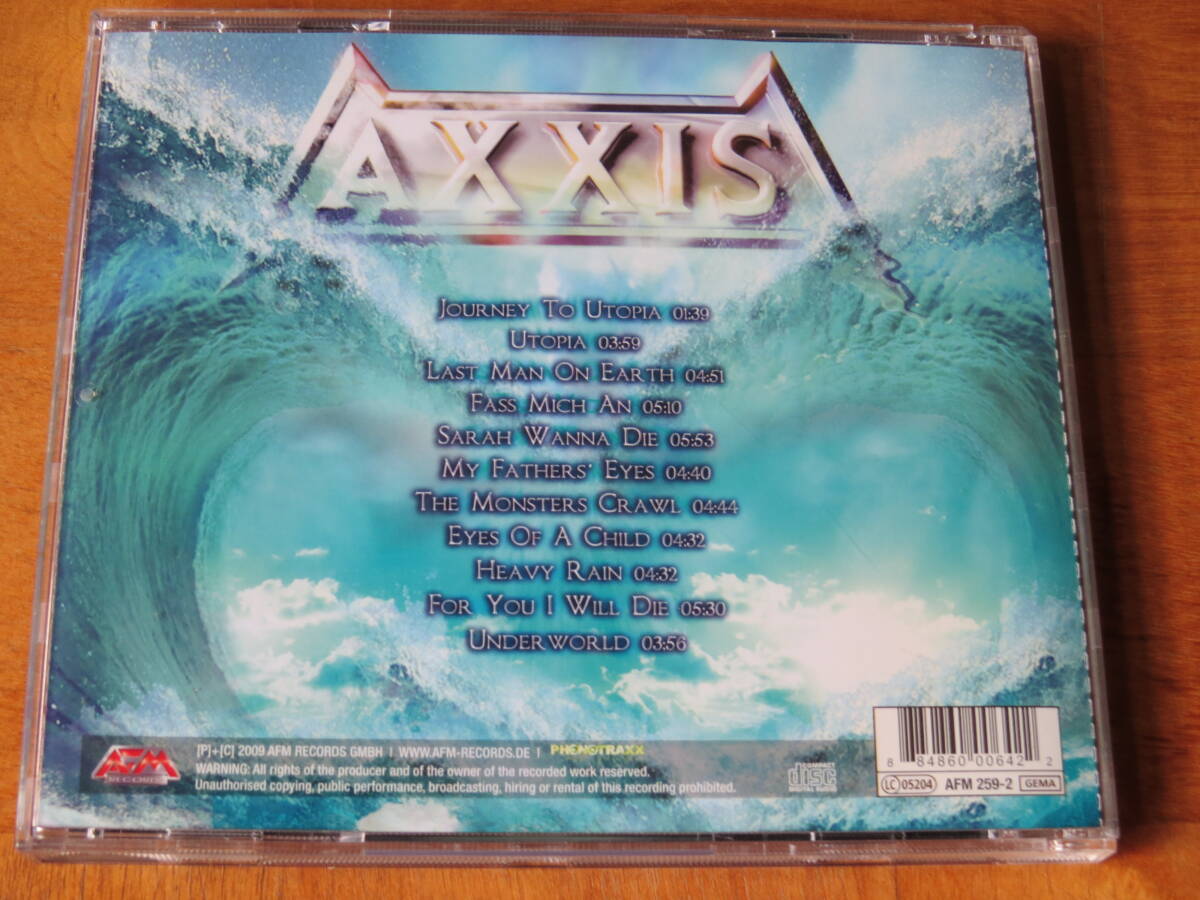 AXXIS
Journey To Utopia 01:39
Utopia 03:59
Last Man On Earth 04:51
Fass Mich An 05:10
Sarah Wanna Die 05:53
My Fathers' Eyes 04:40
The Monsters Crawl 04:44
Eyes Of A Child 04:32
Heavy Rain 04:32
For You I Will Die 05:30
Underworld 03:56
AFM
RECORDS
[P]+[C] 2009 AFM RECORDS GMBH | WWW.AFM-RECORDS.DE | PHENOTRAXX
WARNING: All rights of the producer and of the owner of the recorded work reserved.
Unauthorised copying, public performance, broadcasting, hiring or rental of this recording prohibited.
COMPACT
disc
DIGITAL AUDIO
8 84860 00642 2
LC 05204 AFM 259-2 GEMA